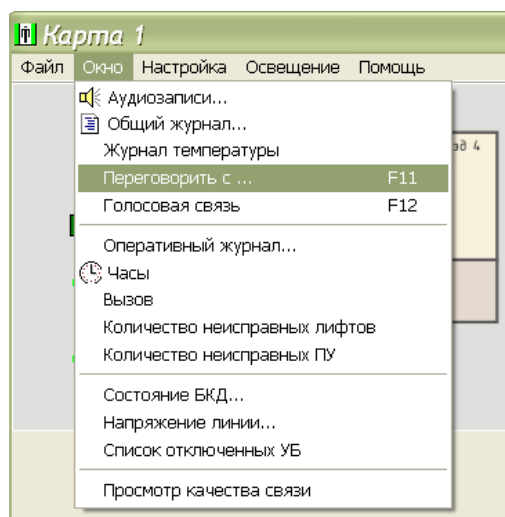 Карта 1
Файл Окно Настройка Освещение Помощь
Аудиозаписи...
Общий журнал...
Журнал температуры
Переговорить с ... F11
Голосовая связь F12
Оперативный журнал...
Часы
Вызов
Количество неисправных лифтов
Количество неисправных ПУ
Состояние БКД...
Напряжение линии...
Список отключенных УБ
Просмотр качества связи
4